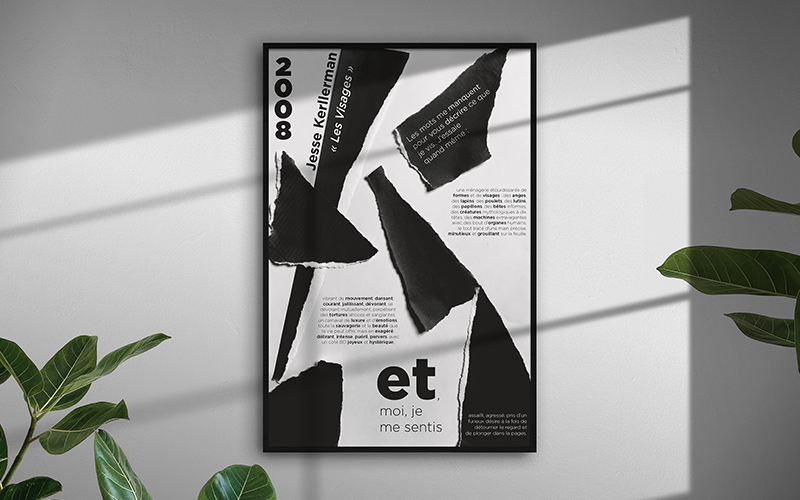 2008
Jesse Kerllerman
« Les Visages »
Les mots me manquent
pour vous décrire ce que
je vis. J'essaie
quand même :
une ménagerie étourdissante de
formes et de visages ; des anges
des lapins, des poulets, des lutins,
des papillons, des bêtes informes,
des créatures mythologiques à dix
têtes, des machines extravagantes
avec des bout d'organes humains,
le tout tracé d'une main précise,
minutieux et grouillant sur la feuille,
vibrant de mouvement, dansant,
courant, jaillissant, dévorant, se
dévorant mutuellement, perpétrant
des tortures atroces et sanglantes,
un carnaval de luxure et d'émotions
toute la sauvagerie et la beauté que
la vie peut offrir, mais en exagéré,
délirant, intense, puéril, pervers, avec
un côté BD joyeux et hystérique
et,
moi, je
me sentis
assailli, agressé, pris d'un
furieux désire à la fois de
détourner le regard et
de plonger dans la pages.